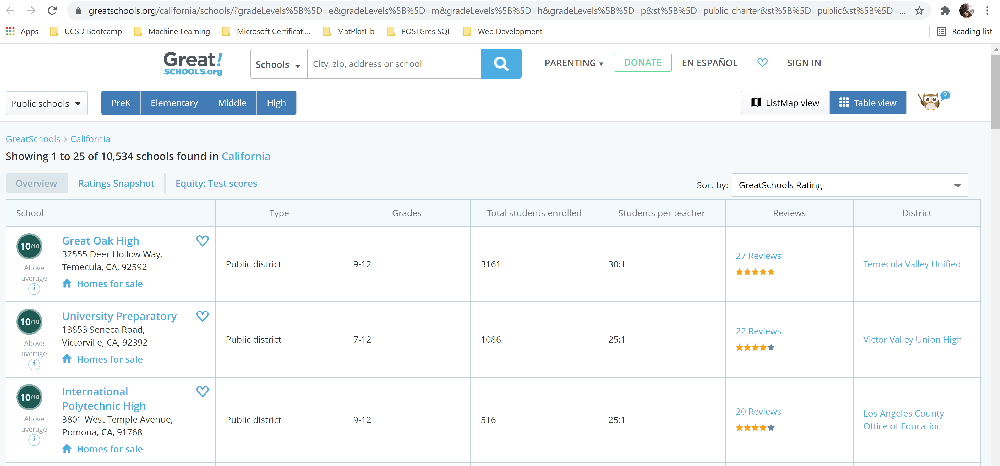 greatschools.org/california/schools/?gradeLevels%5B%5D=e&gradeLevels%5B%5D=m&gradeLevels%5B%5D=h&gradeLevels%5B%5D=p&st%5B%5D=public_charter&st%5B%5D=public&st%5B%5D=...
Apps UCSD Bootcamp Machine Learning Microsoft Certificati... MatPlotLib POSTGres SQL Web Development Reading list
Great!
SCHOOLS.org
Schools City, zip, address or school PARENTING ▾ DONATE EN ESPAÑOL SIGN IN
Public schools PreK Elementary Middle High ListMap view Table view ?
GreatSchools California
Showing 1 to 25 of 10,534 schools found in California
Overview Ratings Snapshot Equity: Test scores Sort by: GreatSchools Rating
School Type Grades Total students enrolled Students per teacher Reviews District
10/10 Great Oak High
32555 Deer Hollow Way,
Temecula, CA, 92592
Above
average
i
Homes for sale
Public district 9-12 3161 30:1
27 Reviews
Temecula Valley Unified
10/10 University Preparatory
13853 Seneca Road,
Victorville, CA, 92392
Above
average
i
Homes for sale
Public district 7-12 1086 25:1
22 Reviews
Victor Valley Union High
10/10 International
Polytechnic High
3801 West Temple Avenue,
Pomona, CA, 91768
Above
average
i
Homes for sale
Public district 9-12 516 25:1
20 Reviews
Los Angeles County
Office of Education